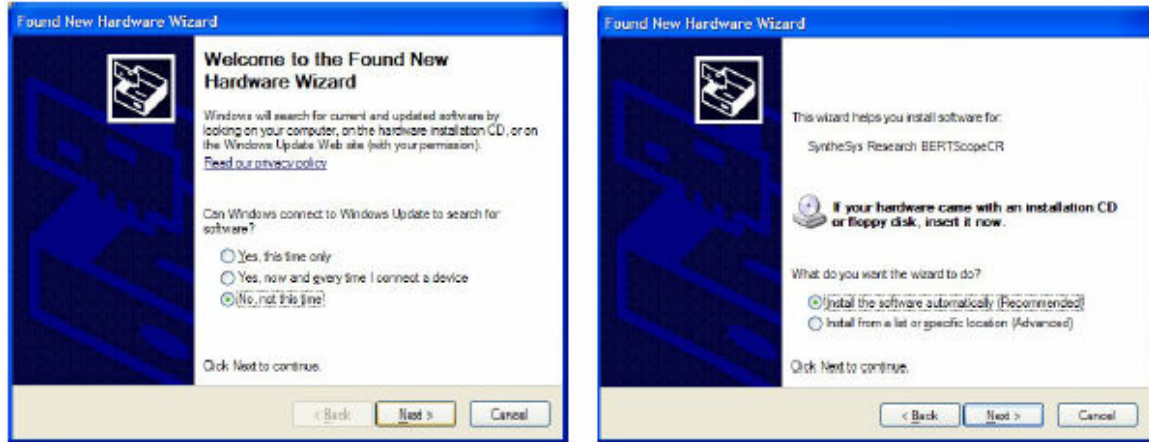 Found New Hardware Wizard
Welcome to the Found New
Hardware Wizard
Windows will search for current and updated software by
looking on your computer, on the hardware installation CD, or on
the Windows Update Web site (with your permission).
Read our privacy policy
Can Windows connect to Windows Update to search for
software?
Yes, this time only
Yes, now and every time I connect a device
No, not this time
Click Next to continue.
< Back
Next >
Cancel
Found New Hardware Wizard
This wizard helps you install software for:
SyntheSys Research BERTScopeCR
If your hardware came with an installation CD
or floppy disk, insert it now.
What do you want the wizard to do?
Install the software automatically (Recommended)
Install from a list or specific location (Advanced)
Click Next to continue.
< Back
Next >
Cancel